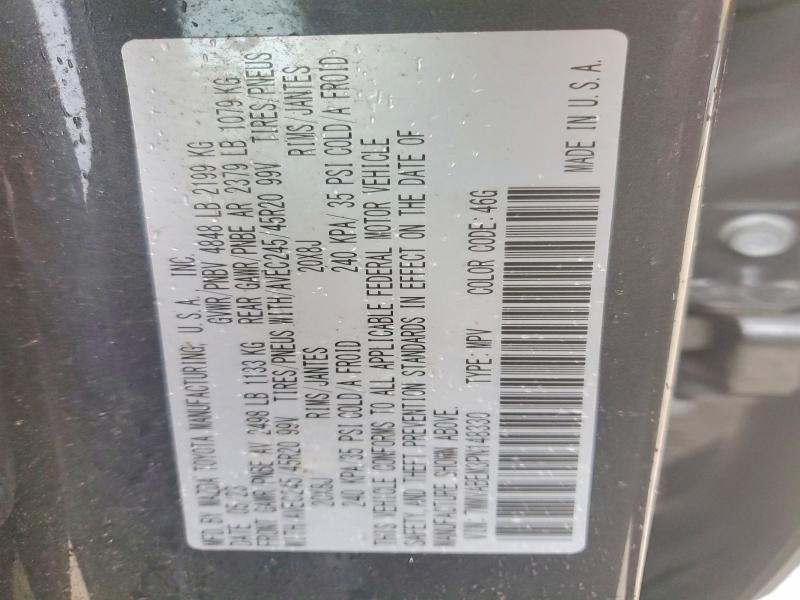 MFG. BY MAZDA TOYOTA MANUFACTURING, U.S.A., INC.
DATE 05/23 GVWR/PNBV 4848 LB 2199 KG
FRONT GAWR/PNBE AV 2498 LB 1133 KG REAR GAWR/PNBE AR 2379 LB 1079 KG
WITH/AVEC245/45R20 99V TIRES/PNEUS WITH/AVEC245/45R20 99V TIRES/PNEUS
20X8J RIMS/JANTES 20X8J RIMS/JANTES
240 KPA/35 PSI COLD/A FROID 240 KPA/ 35 PSI COLD/A FROID
THIS VEHICLE CONFORMS TO ALL APPLICABLE FEDERAL MOTOR VEHICLE
SAFETY, AND THEFT PREVENTION STANDARDS IN EFFECT ON THE DATE OF
MANUFACTURE SHOWN ABOVE.
VIN: 7MMVABEM3PN148330 TYPE: MPV COLOR CODE: 46G
MADE IN U.S.A.